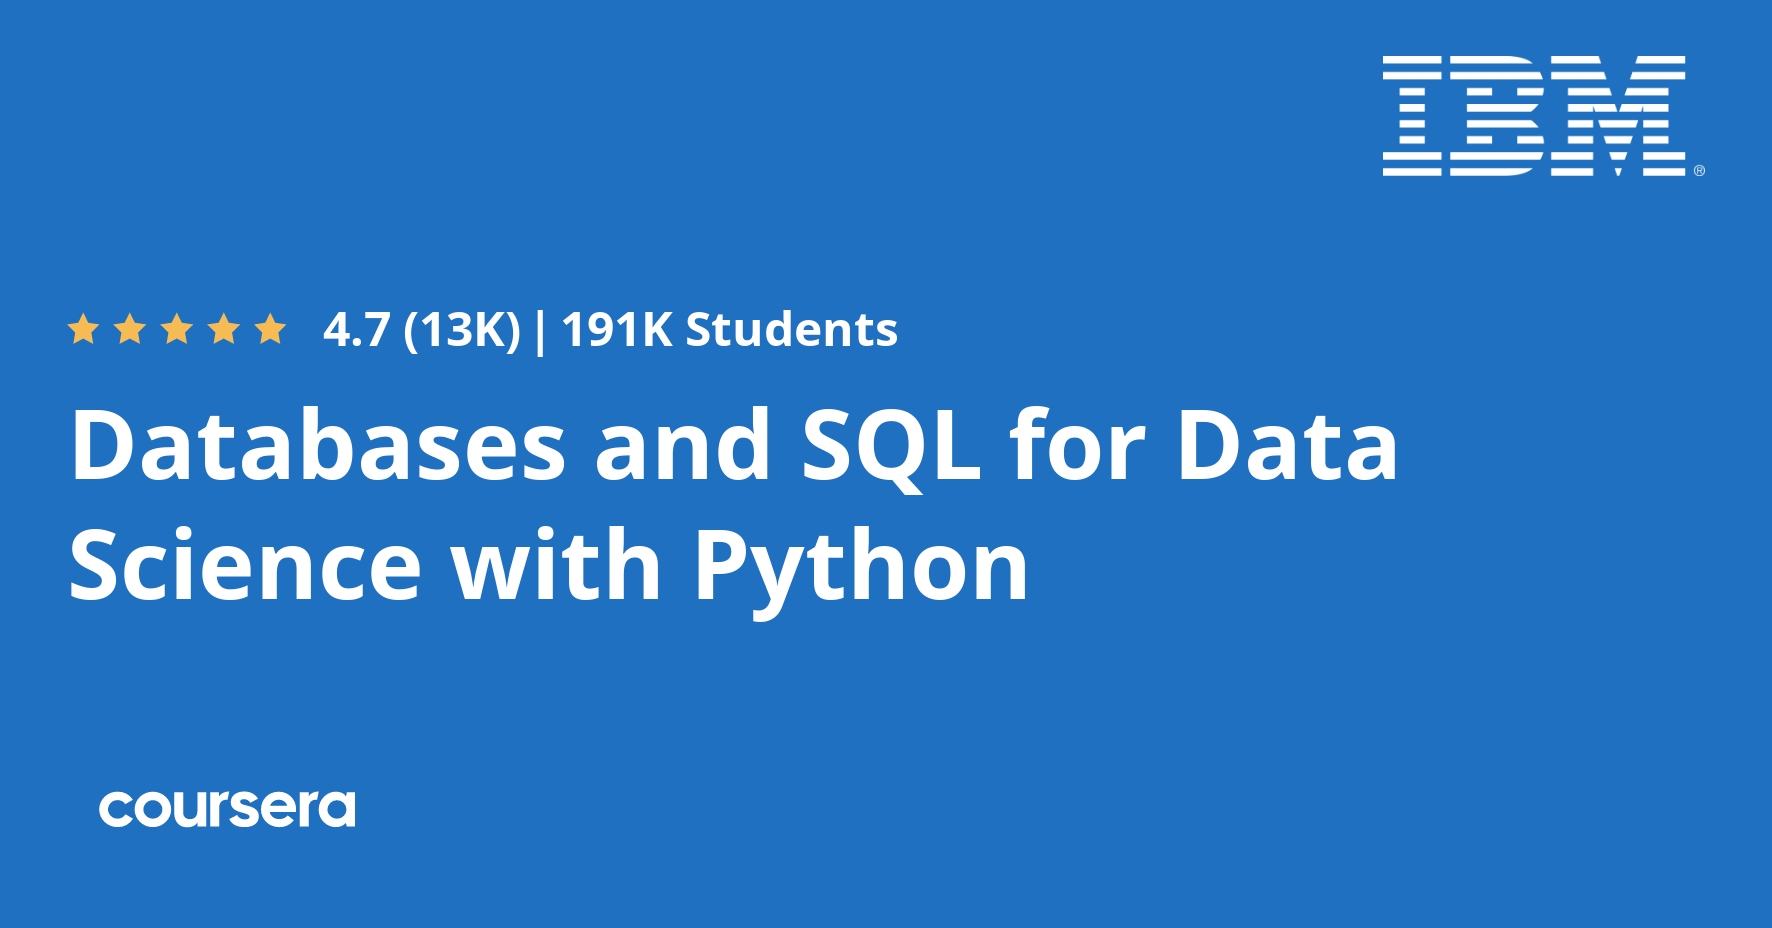 IBM®
4.7 (13K) | 191K Students
Databases and SQL for Data
Science with Python
coursera